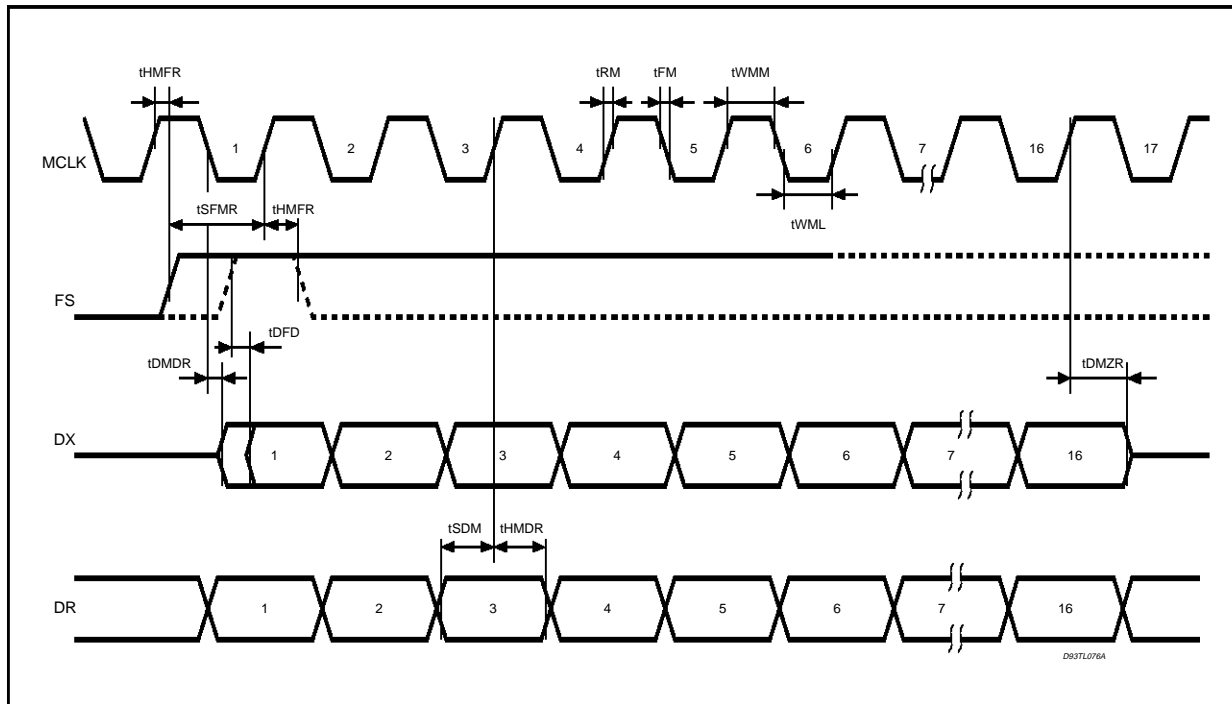 tHMFR tRM tFM tWMM
MCLK 1 2 3 4 5 6 7 16 17
tSFMR tHMFR tWML
FS
tDFD
tDMDR tDMZR
DX 1 2 3 4 5 6 7 16
tSDM tHMDR
DR 1 2 3 4 5 6 7 16
D93TL076A